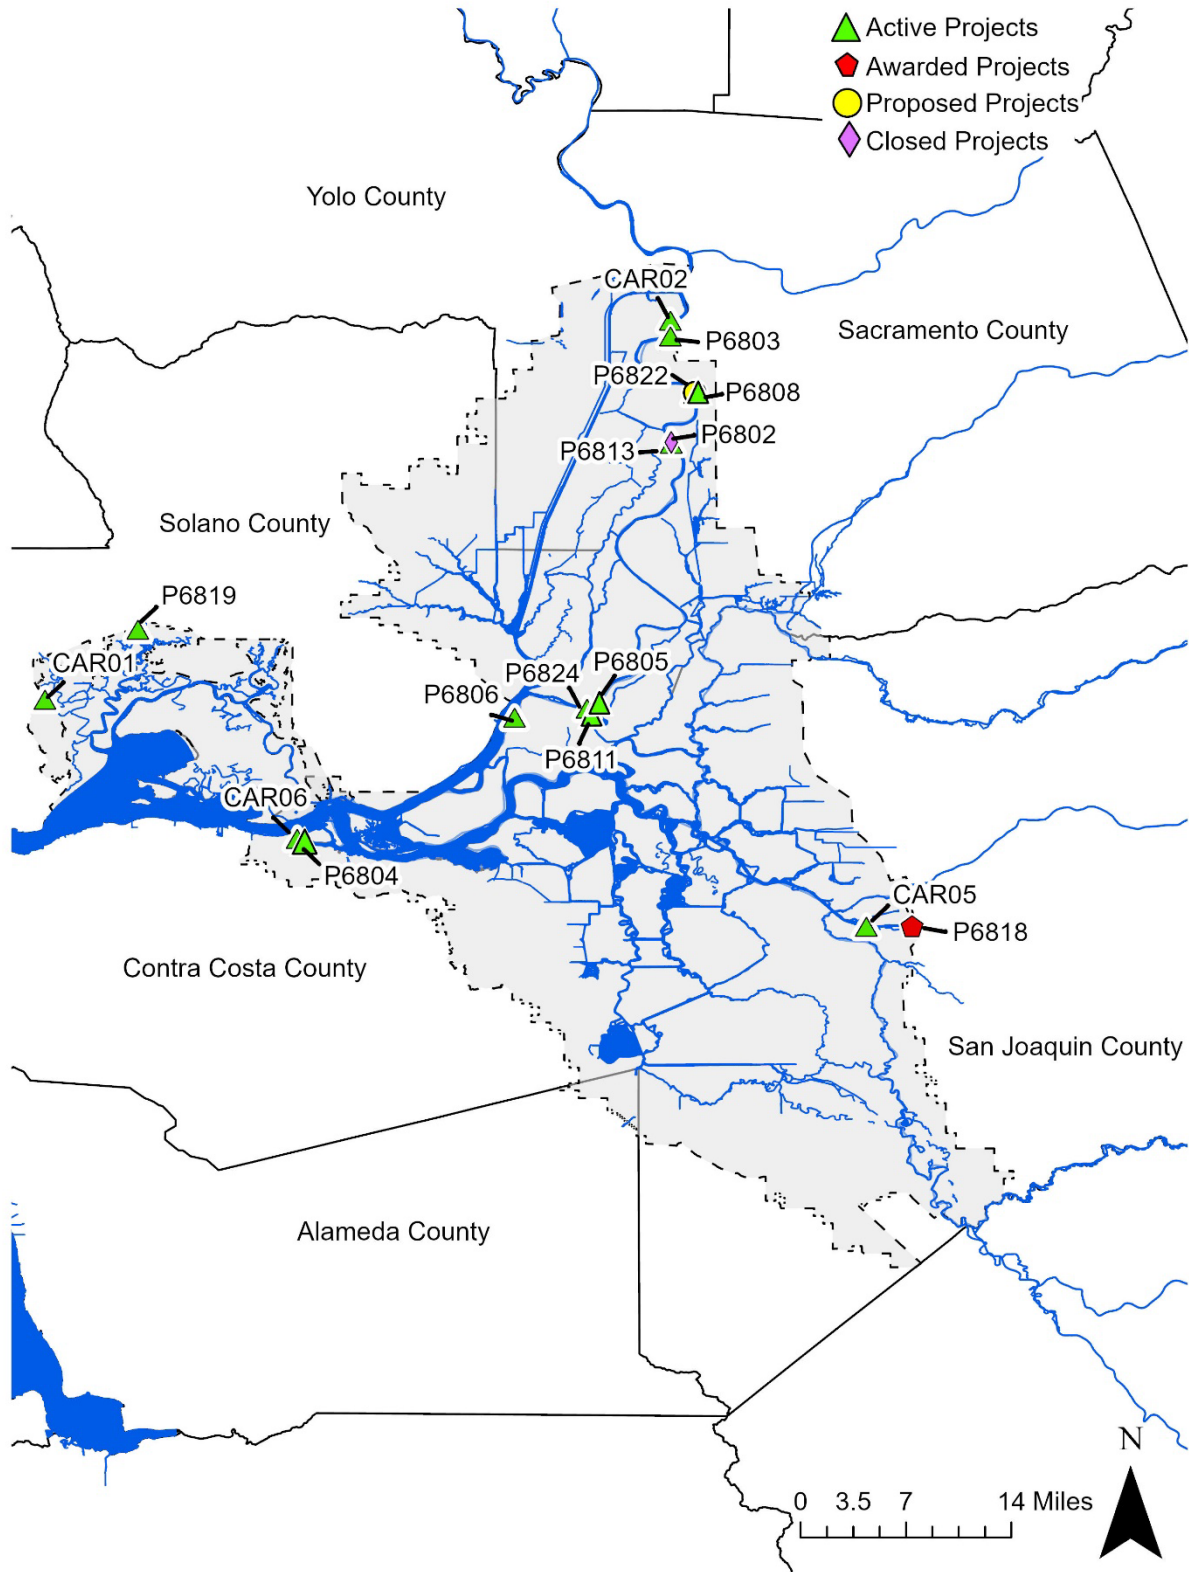 Active Projects
Awarded Projects
Proposed Projects
Closed Projects
Yolo County
CAR02
Sacramento County
P6803
P6822
P6808
P6802
P6813
Solano County
P6819
CAR01
P6805
P6824
P6806
P6811
CAR06
P6804
CAR05
P6818
Contra Costa County
San Joaquin County
Alameda County
N
0 3.5 7 14 Miles